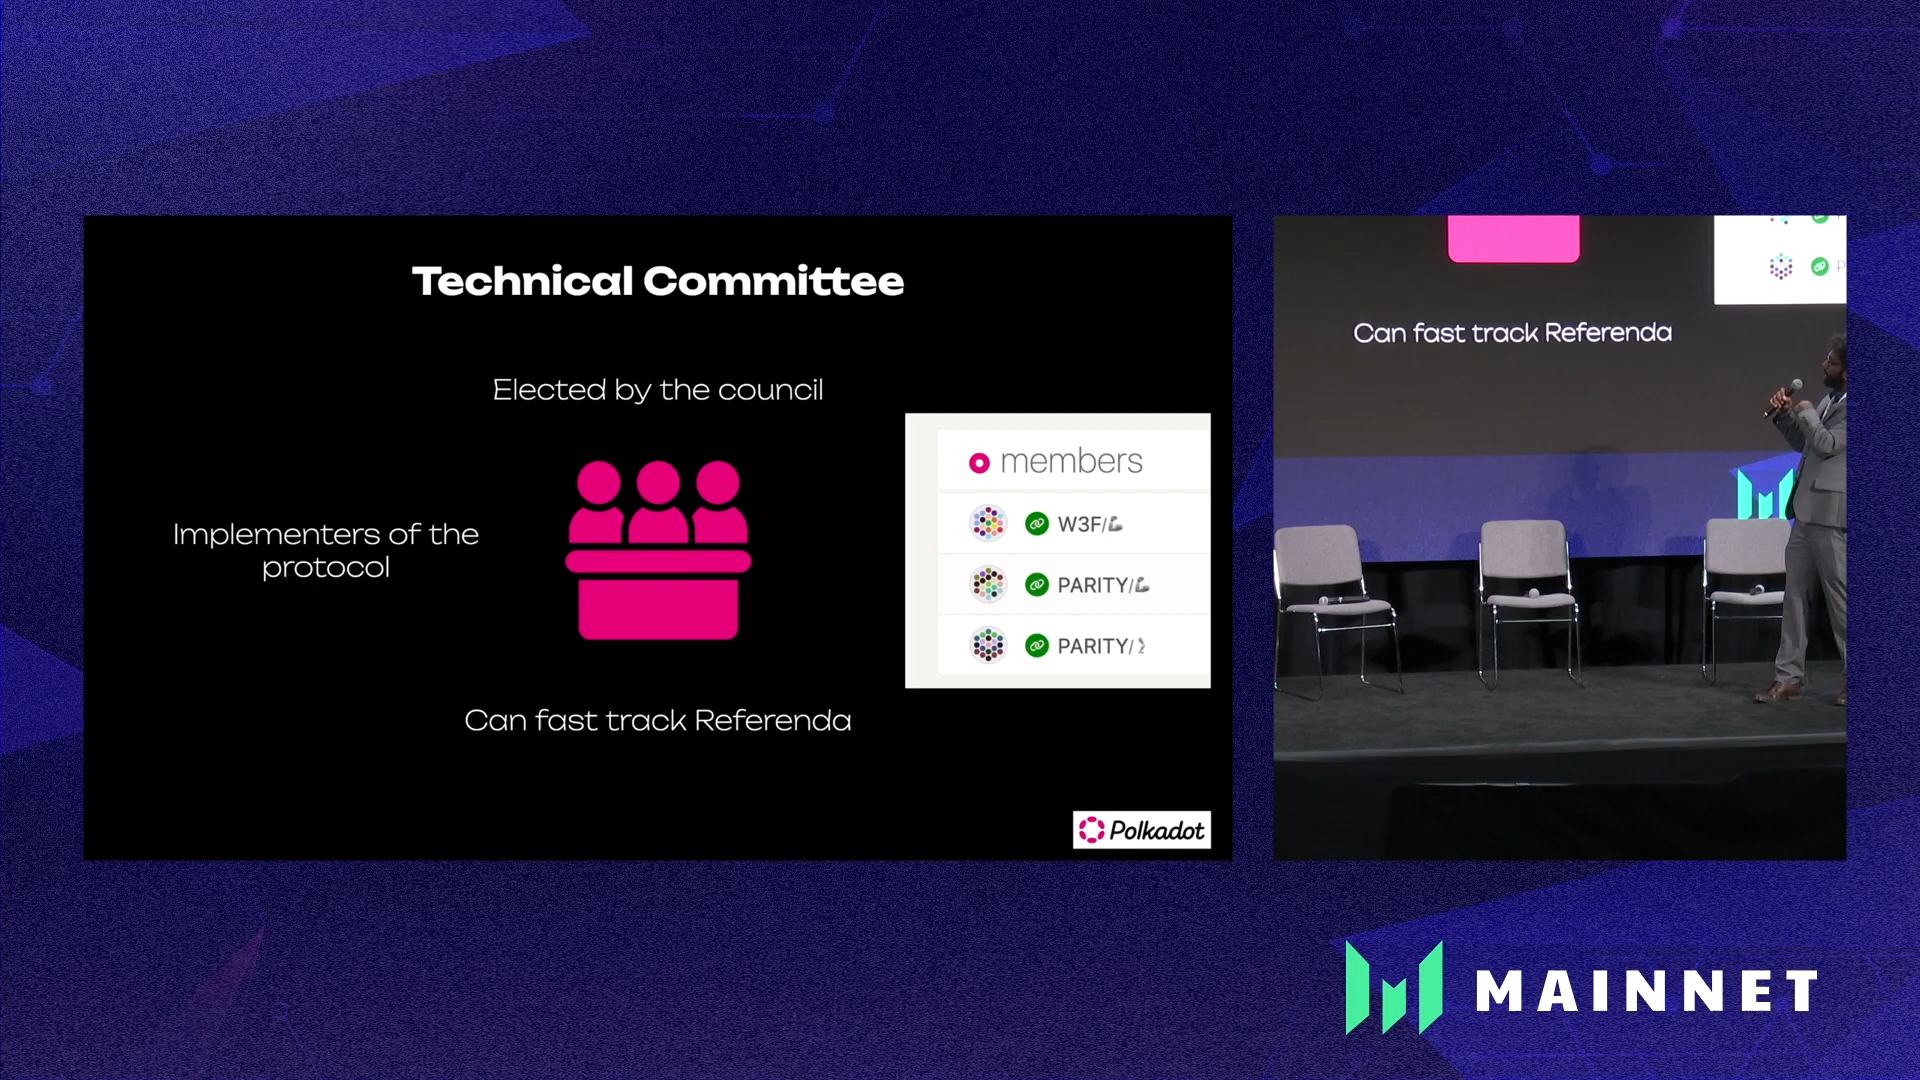 Technical Committee
Elected by the council
Implementers of the
protocol
members
W3F/💪
PARITY/💪
PARITY/
Can fast track Referenda
Polkadot
Can fast track Referenda
MAINNET